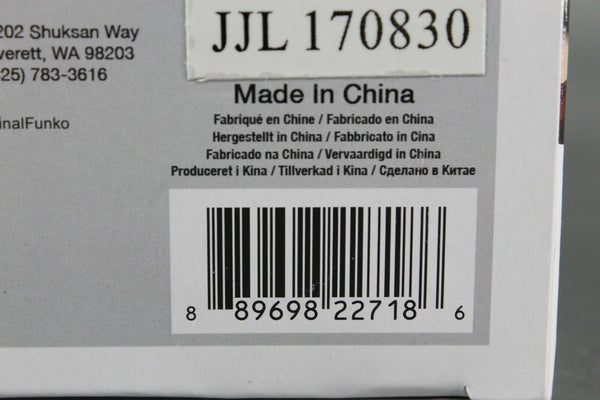 202 Shuksan Way
verett, WA 98203
25) 783-3616
inalFunko
JJL 170830
Made In China
Fabriqué en Chine / Fabricado en China
Hergestellt in China / Fabbricato in Cina
Fabricado na China / Vervaardigd in China
Produceret i Kina / Tillverkad i Kina / Сделано в Китае
8 89698 22718 6